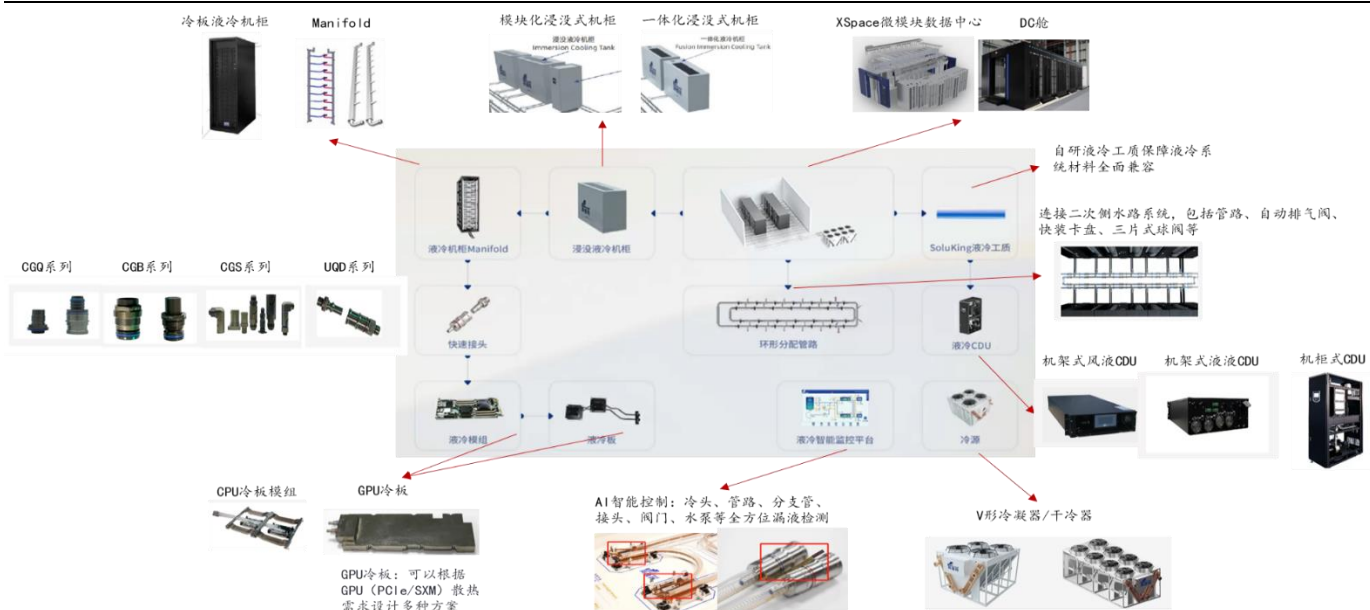 冷板液冷机柜
Manifold
模块化浸没式机柜
一体化浸没式机柜
XSpace微模块数据中心
DC舱
浸没液冷机柜
Immersion Cooling Tank
一体化液冷机柜
Fusion Immersion Cooling Tank
自研液冷工质保障液冷系
统材料全面兼容
液冷机柜Manifold
浸没液冷机柜
SoluKing液冷工质
连接二次侧水路系统，包括管路、自动排气阀、
快装卡盘、三片式球阀等
CGQ系列
CGB系列
CGS系列
UQD系列
快速接头
环形分配管路
液冷CDU
机架式风液CDU
机架式液液CDU
机柜式CDU
液冷模组
液冷板
液冷智能监控平台
冷源
CPU冷板模组
GPU冷板
AI智能控制：冷头、管路、分支管、
接头、阀门、水泵等全方位漏液检测
V形冷凝器/干冷器
GPU冷板：可以根据
GPU（PCle/SXM）散热
需求设计多种方案